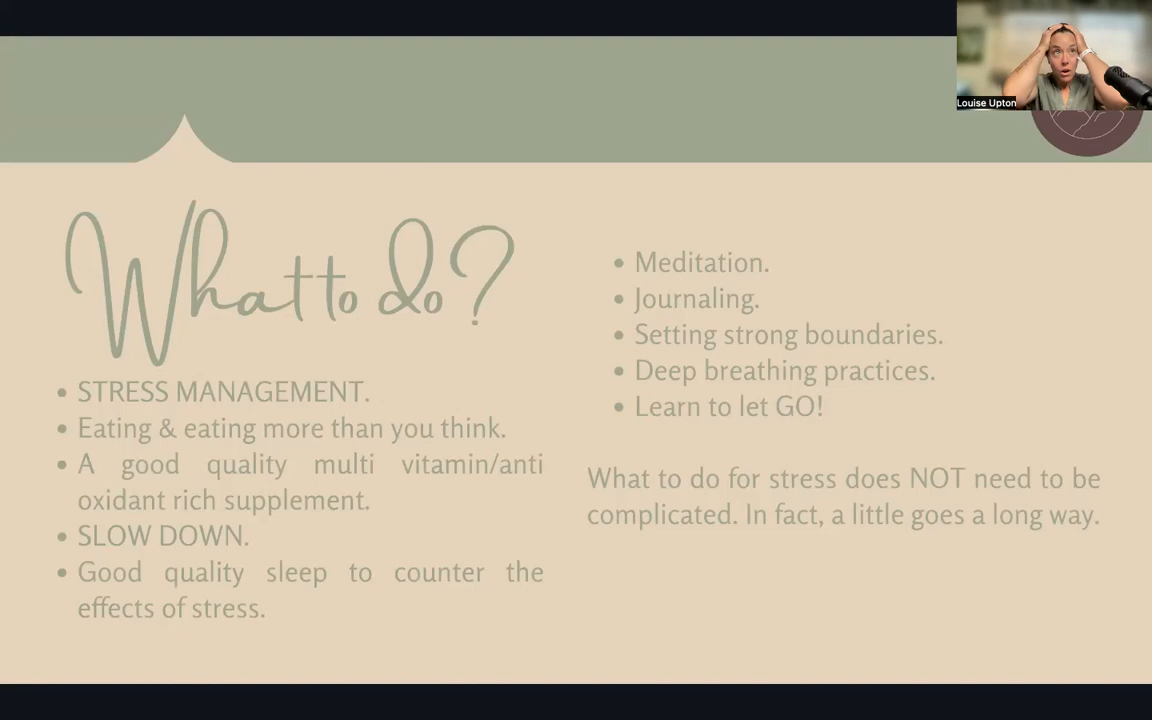 Louise Upton
What to do?
STRESS MANAGEMENT.
Eating & eating more than you think.
A good quality multi vitamin/anti
oxidant rich supplement.
SLOW DOWN.
Good quality sleep to counter the
effects of stress.
Meditation.
Journaling.
Setting strong boundaries.
Deep breathing practices.
Learn to let GO!
What to do for stress does NOT need to be
complicated. In fact, a little goes a long way.